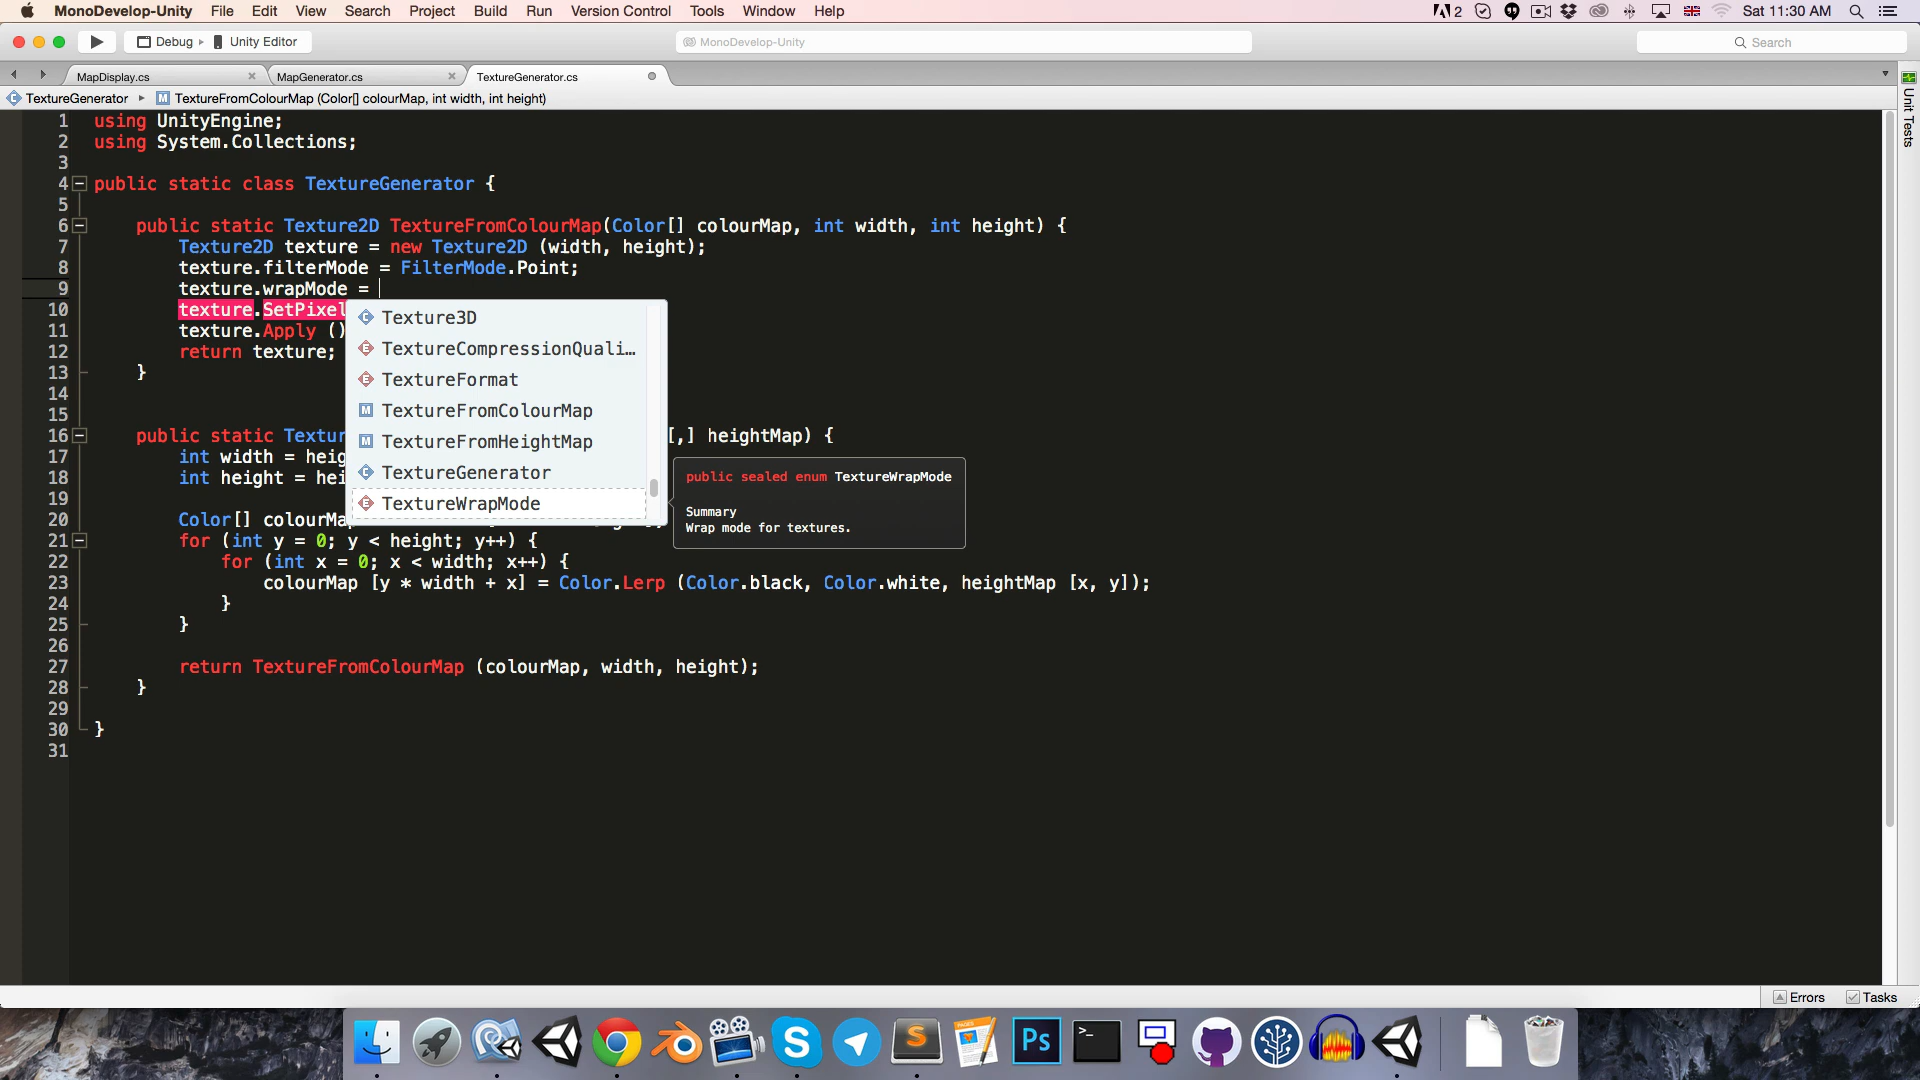 MonoDevelop-Unity File Edit View Search Project Build Run Version Control Tools Window Help
2 Sat 11:30 AM
Debug Unity Editor MonoDevelop-Unity Search
MapDisplay.cs MapGenerator.cs TextureGenerator.cs
TextureGenerator TextureFromColourMap (Color[] colourMap, int width, int height)
Unit Tests
1 using UnityEngine;
2 using System.Collections;
3
4 public static class TextureGenerator {
5
6 public static Texture2D TextureFromColourMap(Color[] colourMap, int width, int height) {
7 Texture2D texture = new Texture2D (width, height);
8 texture.filterMode = FilterMode.Point;
9 texture.wrapMode =
10 texture.SetPixel
11 texture.Apply ()
12 return texture;
13 }
14
15
16 public static Textur [,] heightMap) {
17 int width = heig
18 int height = hei
19
20 Color[] colourMa
21 for (int y = 0; y < height; y++) {
22 for (int x = 0; x < width; x++) {
23 colourMap [y * width + x] = Color.Lerp (Color.black, Color.white, heightMap [x, y]);
24 }
25 }
26
27 return TextureFromColourMap (colourMap, width, height);
28 }
29
30 }
31
Texture3D
TextureCompressionQuali…
TextureFormat
TextureFromColourMap
TextureFromHeightMap
TextureGenerator
TextureWrapMode
public sealed enum TextureWrapMode
Summary
Wrap mode for textures.
Errors Tasks
PAGES
Ps